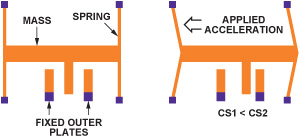 MASS
SPRING
FIXED OUTER
PLATES
APPLIED
ACCELERATION
CS1 < CS2